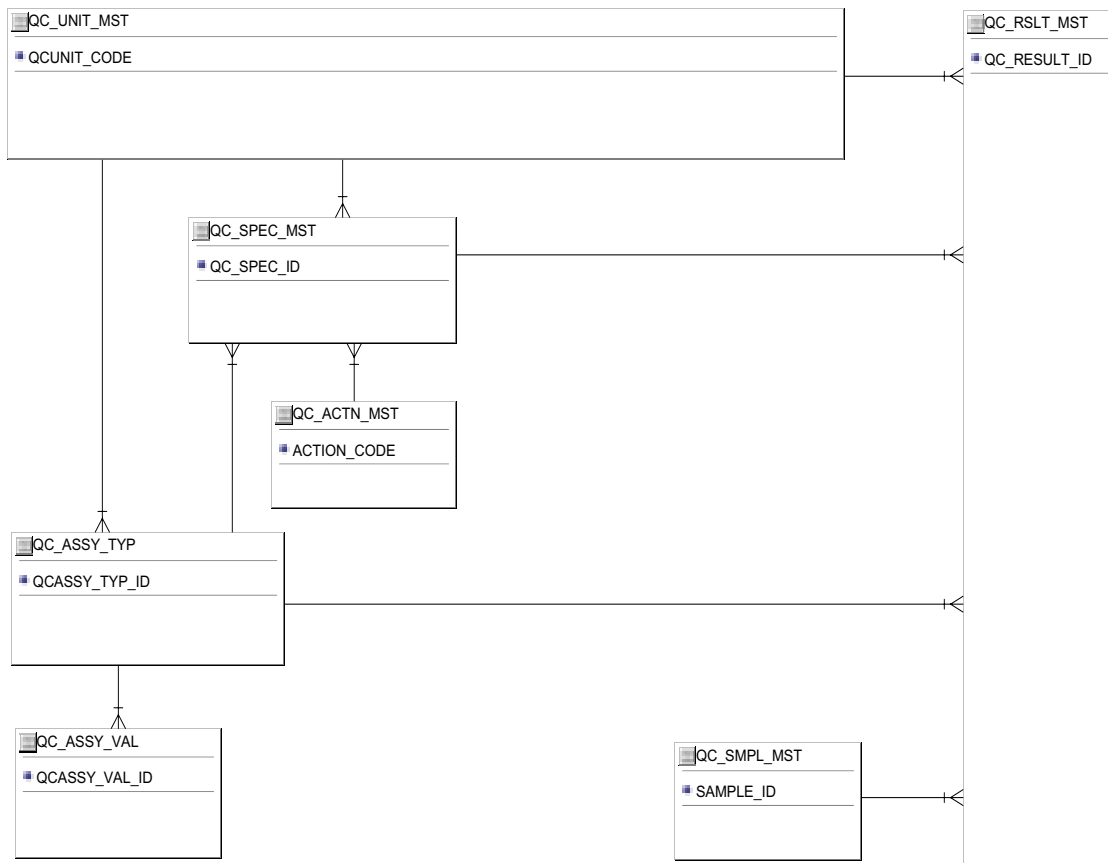 QC_UNIT_MST
QCUNIT_CODE
QC_RSLT_MST
QC_RESULT_ID
QC_SPEC_MST
QC_SPEC_ID
QC_ACTN_MST
ACTION_CODE
QC_ASSY_TYP
QCASSY_TYP_ID
QC_ASSY_VAL
QCASSY_VAL_ID
QC_SMPL_MST
SAMPLE_ID